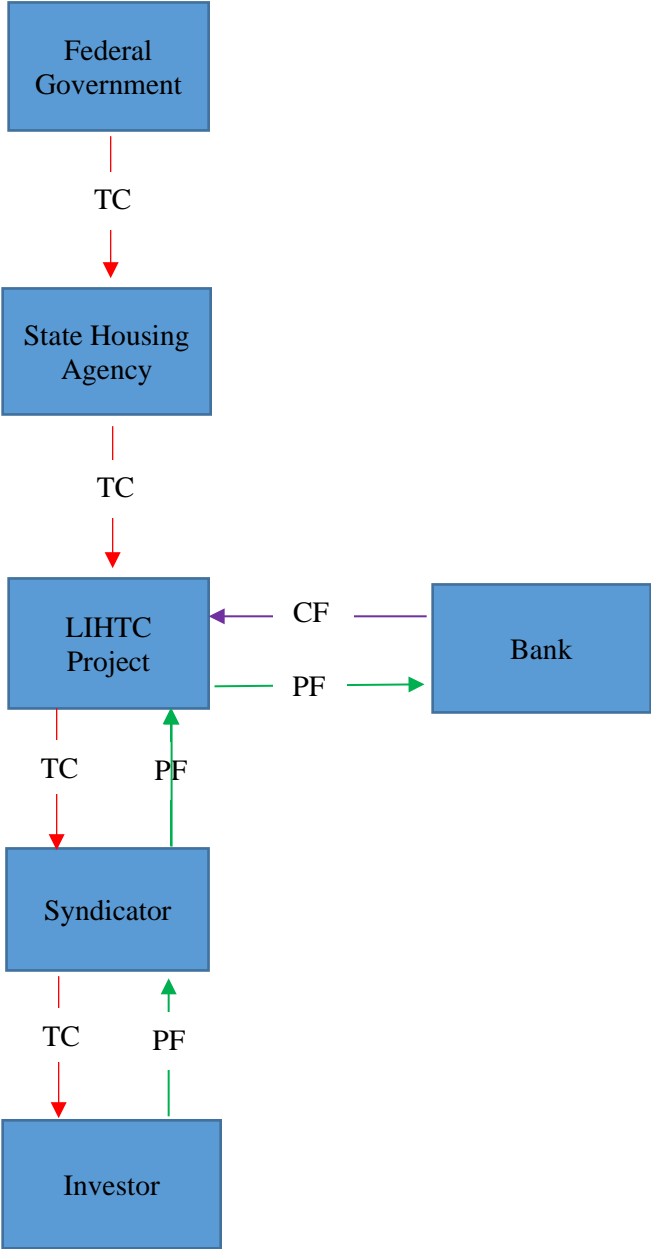 Federal
Government
TC
State Housing
Agency
TC
LIHTC
Project
CF
Bank
PF
TC
PF
Syndicator
TC
PF
Investor